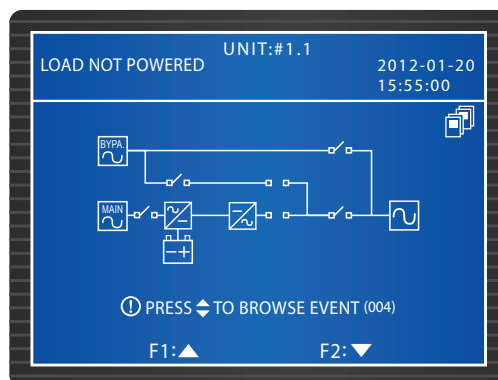 UNIT:#1.1
LOAD NOT POWERED
2012-01-20
15:55:00
BYPA.
MAIN
PRESS TO BROWSE EVENT (004)
F1:
F2: